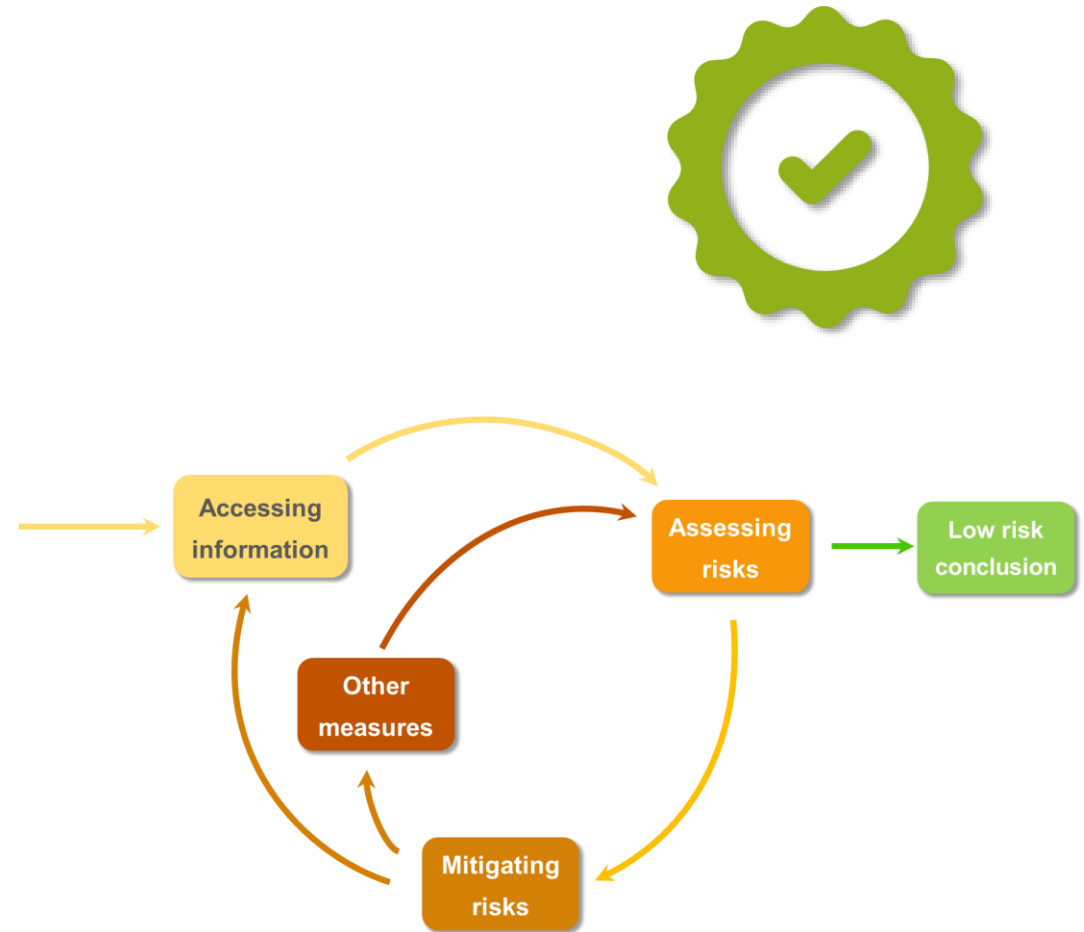 Accessing
information
Assessing
risks
Low risk
conclusion
Other
measures
Mitigating
risks